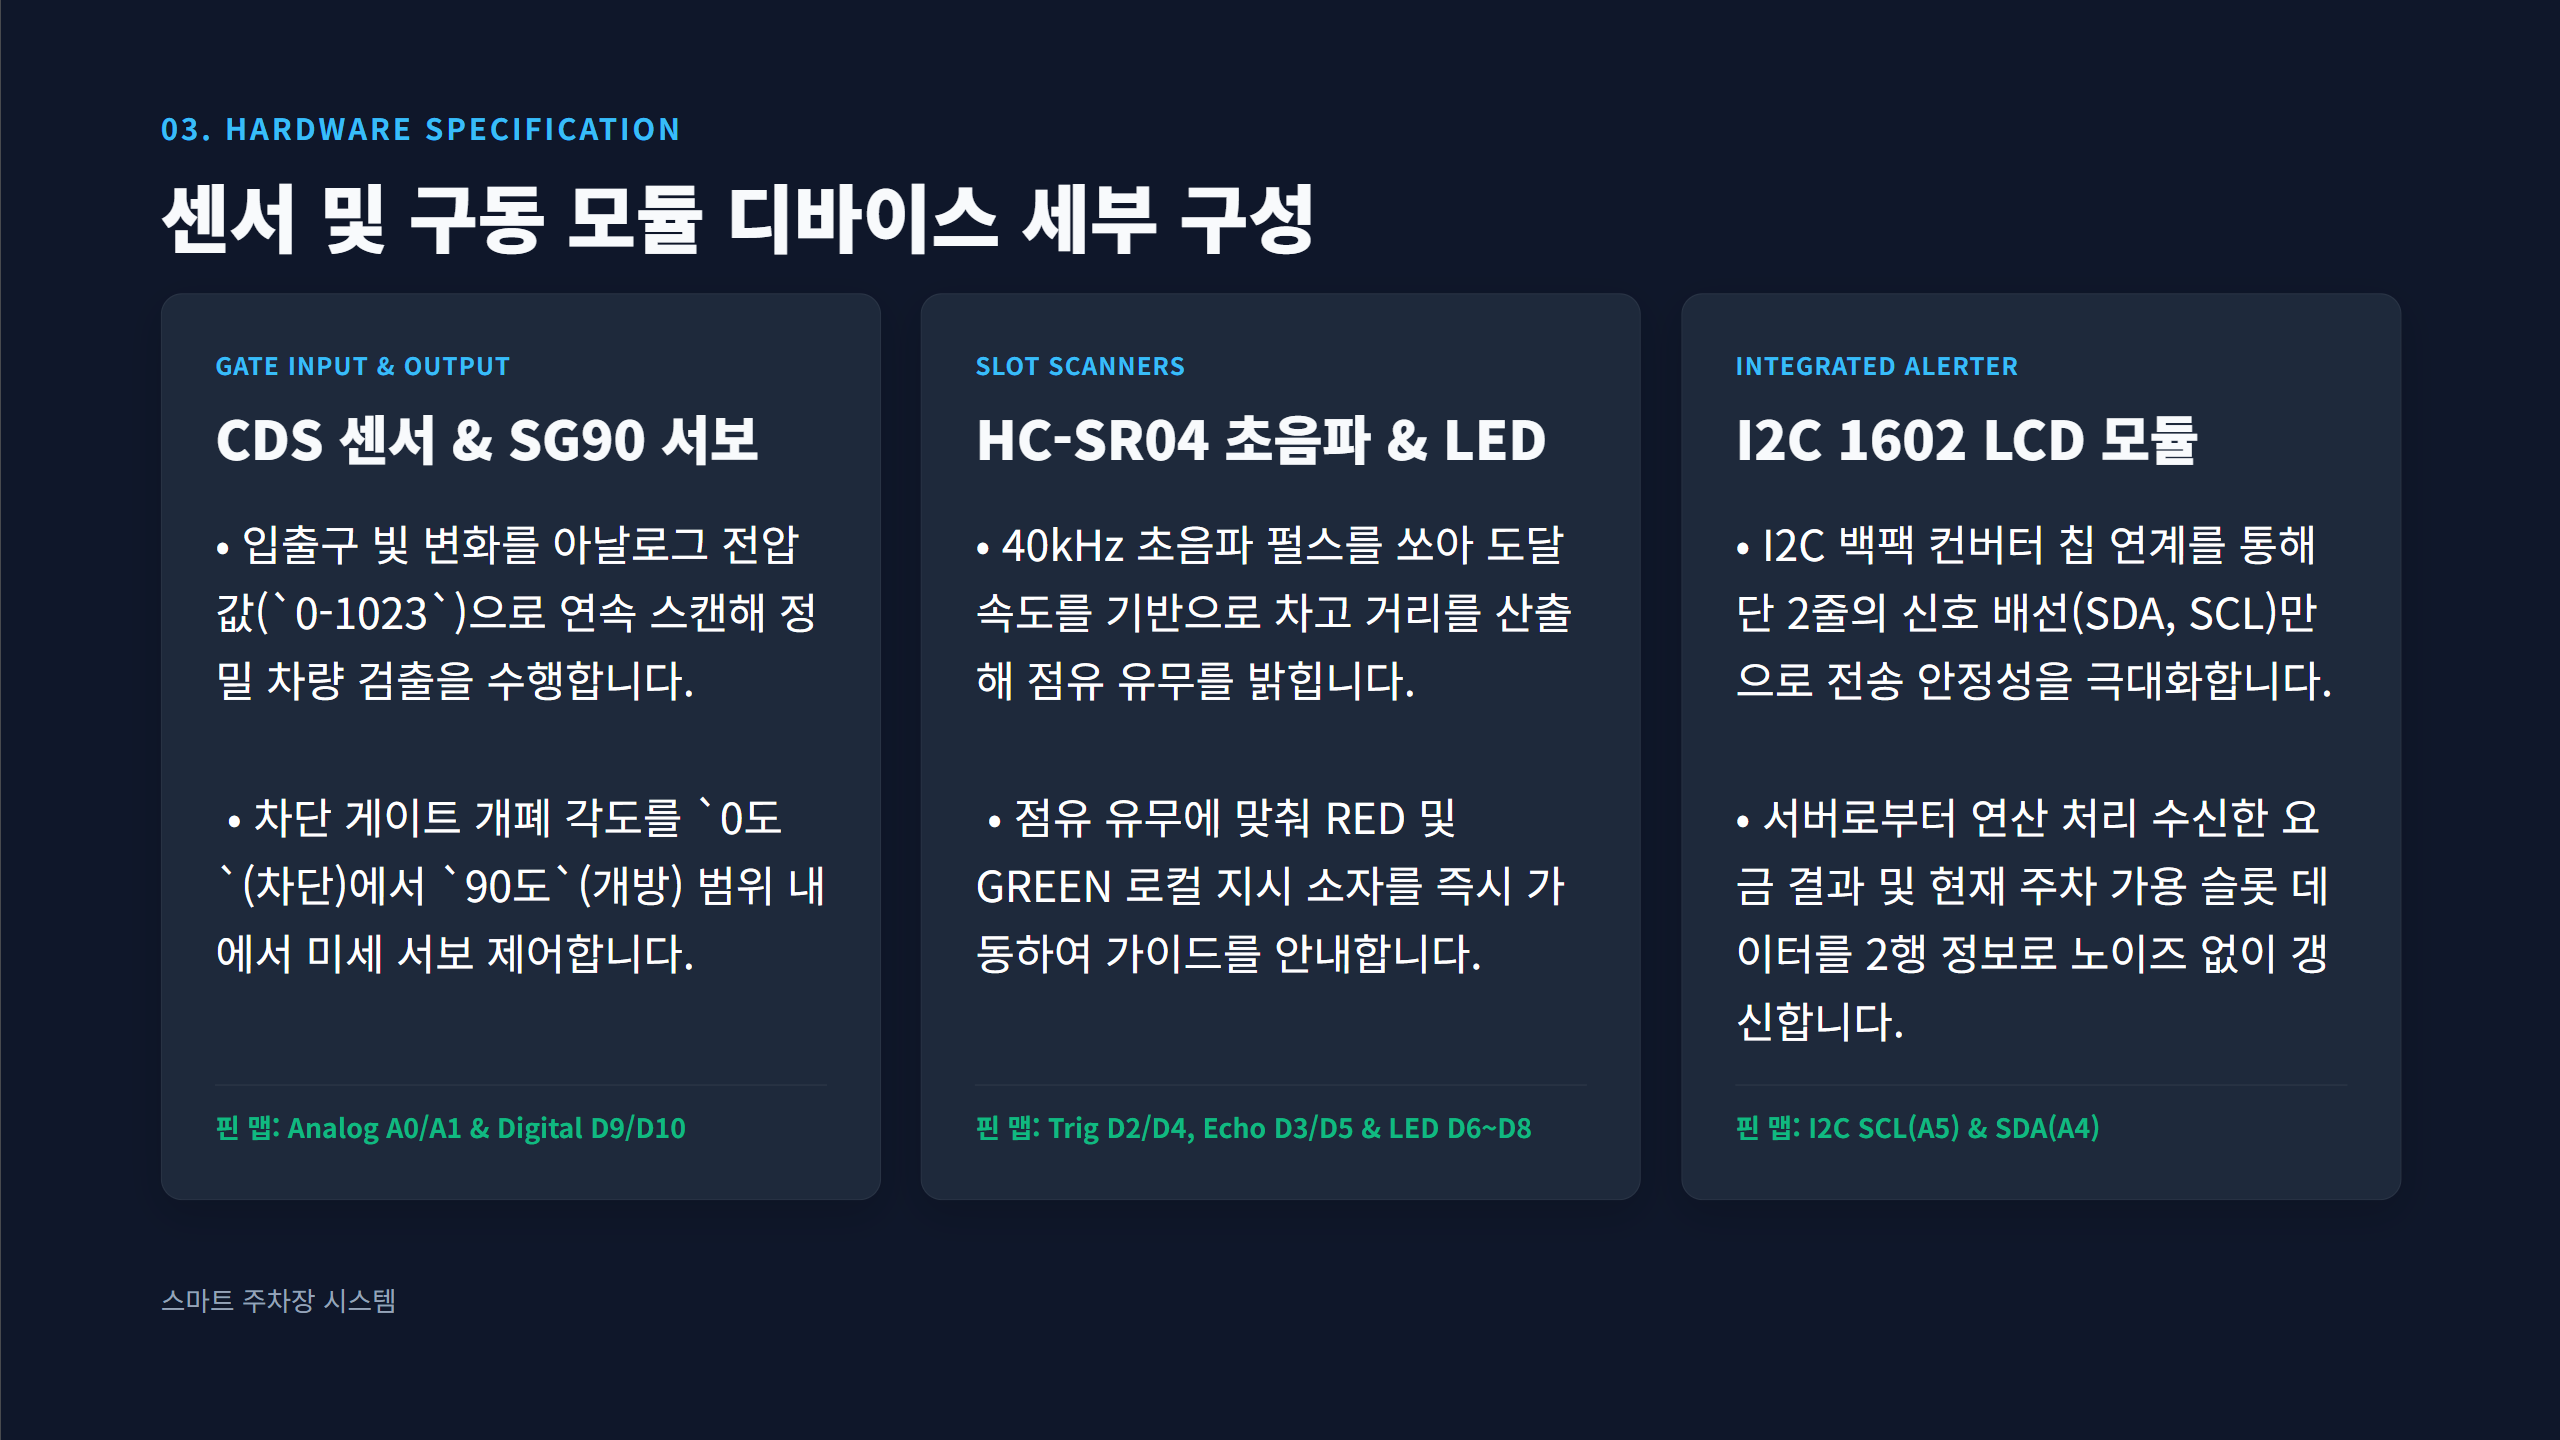 03. HARDWARE SPECIFICATION
센서 및 구동 모듈 디바이스 세부 구성
GATE INPUT & OUTPUT
CDS 센서 & SG90 서보
• 입출구 빛 변화를 아날로그 전압
값(`0-1023`)으로 연속 스캔해 정
밀 차량 검출을 수행합니다.
• 차단 게이트 개폐 각도를 `0도
`(차단)에서 `90도`(개방) 범위 내
에서 미세 서보 제어합니다.
핀 맵: Analog A0/A1 & Digital D9/D10
SLOT SCANNERS
HC-SR04 초음파 & LED
• 40kHz 초음파 펄스를 쏘아 도달
속도를 기반으로 차고 거리를 산출
해 점유 유무를 밝힙니다.
• 점유 유무에 맞춰 RED 및
GREEN 로컬 지시 소자를 즉시 가
동하여 가이드를 안내합니다.
핀 맵: Trig D2/D4, Echo D3/D5 & LED D6~D8
INTEGRATED ALERTER
I2C 1602 LCD 모듈
• I2C 백팩 컨버터 칩 연계를 통해
단 2줄의 신호 배선(SDA, SCL)만
으로 전송 안정성을 극대화합니다.
• 서버로부터 연산 처리 수신한 요
금 결과 및 현재 주차 가용 슬롯 데
이터를 2행 정보로 노이즈 없이 갱
신합니다.
핀 맵: I2C SCL(A5) & SDA(A4)
스마트 주차장 시스템